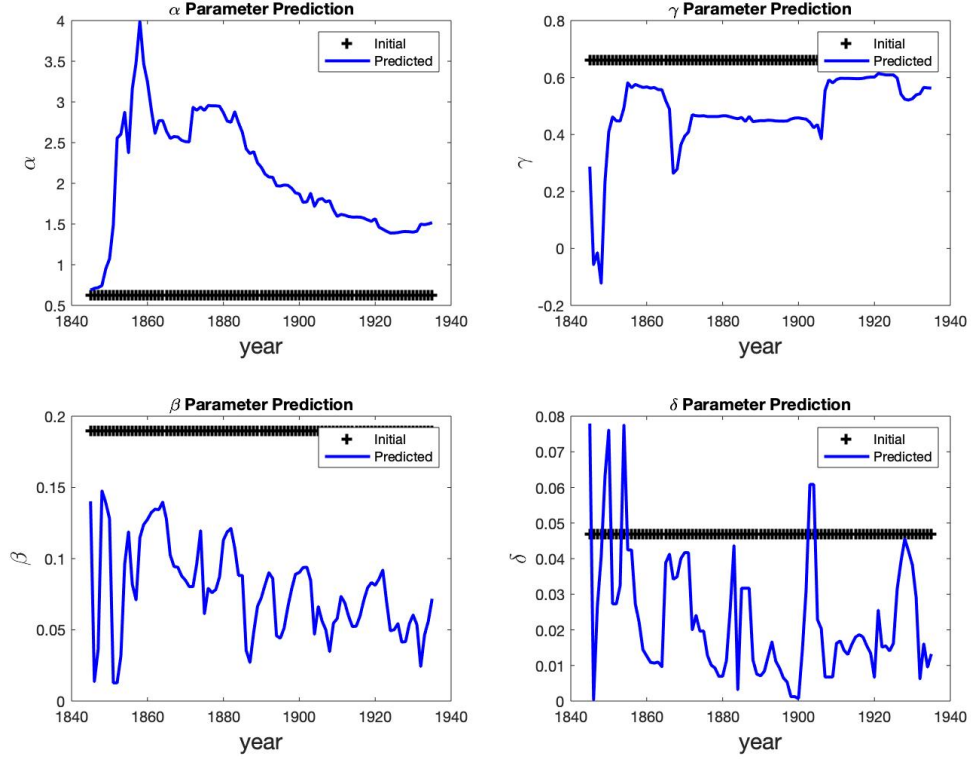 α Parameter Prediction
4
3.5
3
2.5
2
1.5
1
0.5
α
1840 1860 1880 1900 1920 1940
year
Initial
Predicted
γ Parameter Prediction
0.8
0.6
0.4
0.2
0
-0.2
γ
1840 1860 1880 1900 1920 1940
year
Initial
Predicted
β Parameter Prediction
0.2
0.15
0.1
0.05
0
β
1840 1860 1880 1900 1920 1940
year
Initial
Predicted
δ Parameter Prediction
0.08
0.07
0.06
0.05
0.04
0.03
0.02
0.01
0
δ
1840 1860 1880 1900 1920 1940
year
Initial
Predicted